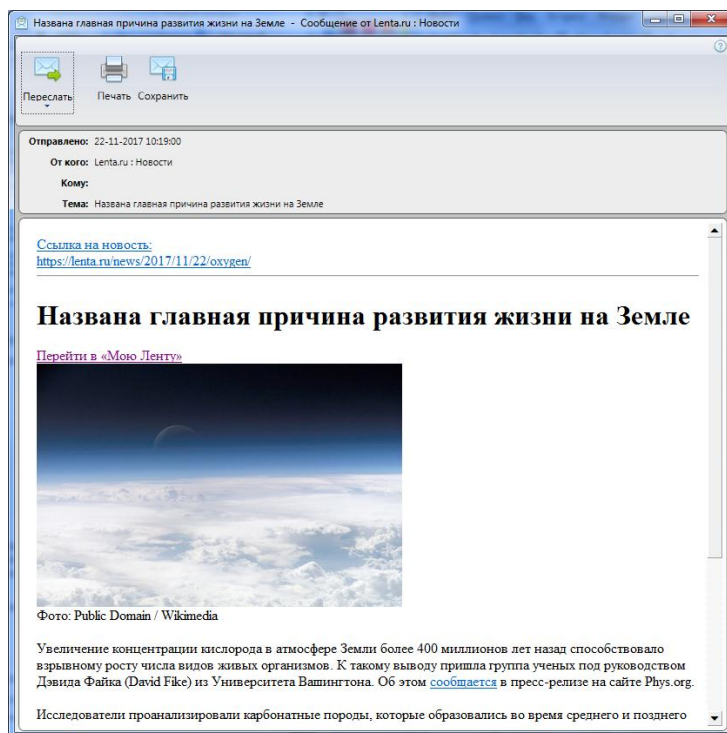 Названа главная причина развития жизни на Земле - Сообщение от Lenta.ru : Новости
Переслать Печать Сохранить
Отправлено: 22-11-2017 10:19:00
От кого: Lenta.ru : Новости
Кому:
Тема: Названа главная причина развития жизни на Земле
Ссылка на новость:
https://lenta.ru/news/2017/11/22/oxygen/
Названа главная причина развития жизни на Земле
Перейти в «Мою Ленту»
Фото: Public Domain / Wikimedia
Увеличение концентрации кислорода в атмосфере Земли более 400 миллионов лет назад способствовало
взрывному росту числа видов живых организмов. К такому выводу пришла группа ученых под руководством
Дэвида Файка (David Fike) из Университета Вашингтона. Об этом сообщается в пресс-релизе на сайте Phys.org.
Исследователи проанализировали карбонатные породы, которые образовались во время среднего и позднего